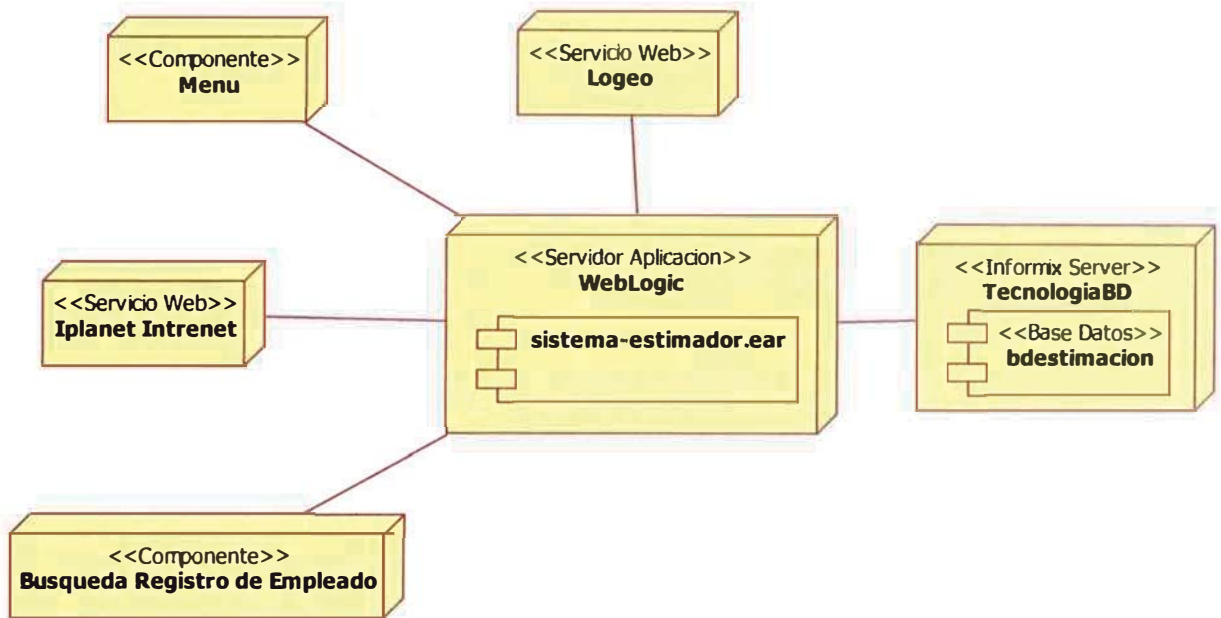 <<Componente>>
Menu
<<Servicio Web>>
Logeo
<<Servicio Web>>
Iplanet Intrenet
<<Servidor Aplicacion>>
WebLogic
sistema-estimador.ear
<<Informix Server>>
TecnologiaBD
<<Base Datos>>
bdestimacion
<<Componente>>
Busqueda Registro de Empleado